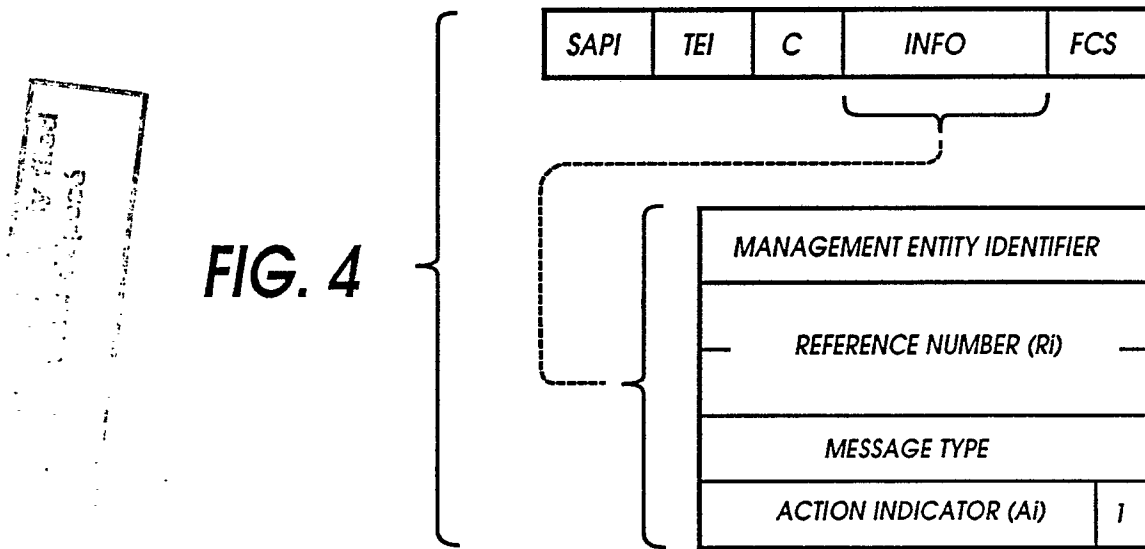 SAPI TEI C INFO FCS
FIG. 4
MANAGEMENT ENTITY IDENTIFIER
REFERENCE NUMBER (Ri)
MESSAGE TYPE
ACTION INDICATOR (Ai) 1